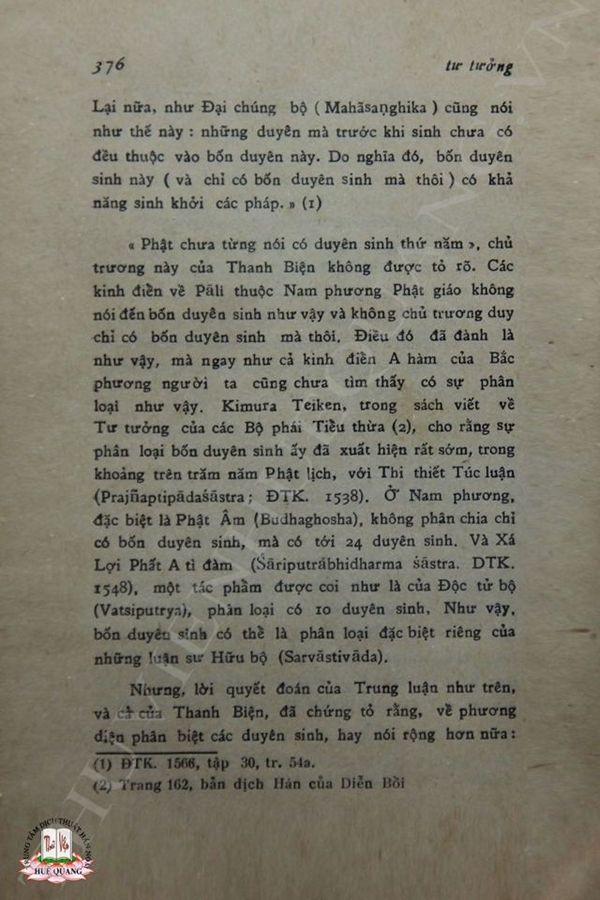 376
tư tưởng
Lại nữa, như Đại chúng bộ ( Mahāsaṇghika ) cũng nói
như thế này : những duyên mà trước khi sinh chưa có
đều thuộc vào bốn duyên này. Do nghĩa đó, bốn duyên
sinh này ( và chỉ có bốn duyên sinh mà thôi ) có khả
năng sinh khởi các pháp. » (1)
« Phật chưa từng nói có duyên sinh thứ năm », chủ
trương này của Thanh Biện không được tỏ rõ. Các
kinh điển về Pāli thuộc Nam phương Phật giáo không
nói đến bốn duyên sinh như vậy và không chủ trương duy
chỉ có bốn duyên sinh mà thôi. Điều đó đã đành là
như vậy, mà ngay như cả kinh điển A hàm của Bắc
phương người ta cũng chưa tìm thấy có sự phân
loại như vậy. Kimura Teiken, trong sách viết về
Tư tưởng của các Bộ phái Tiểu thừa (2), cho rằng sự
phân loại bốn duyên sinh ấy đã xuất hiện rất sớm, trong
khoảng trên trăm năm Phật lịch, với Thi thiết Túc luận
(Prajñaptipādaśāstra ; ĐTK. 1538). Ở Nam phương,
đặc biệt là Phật Âm (Budhaghosha), không phân chia chỉ
có bốn duyên sinh, mà có tới 24 duyên sinh. Và Xá
Lợi Phất A tì đàm (Śāriputrābhidharma śāstra. DTK.
1548), một tác phẩm được coi như là của Độc tử bộ
(Vatsiputrya), phân loại có 10 duyên sinh. Như vậy,
bốn duyên sinh có thể là phân loại đặc biệt riêng của
những luận sư Hữu bộ (Sarvāstivāda).
Nhưng, lời quyết đoán của Trung luận như trên,
và cả của Thanh Biện, đã chứng tỏ rằng, về phương
diện phân biệt các duyên sinh, hay nói rộng hơn nữa :
(1) ĐTK. 1566, tập 30, tr. 54a.
(2) Trang 162, bản dịch Hán của Diễn Bồi
TRUNG TÂM DỊCH THUẬT HÁN NÔM
HUỆ QUANG